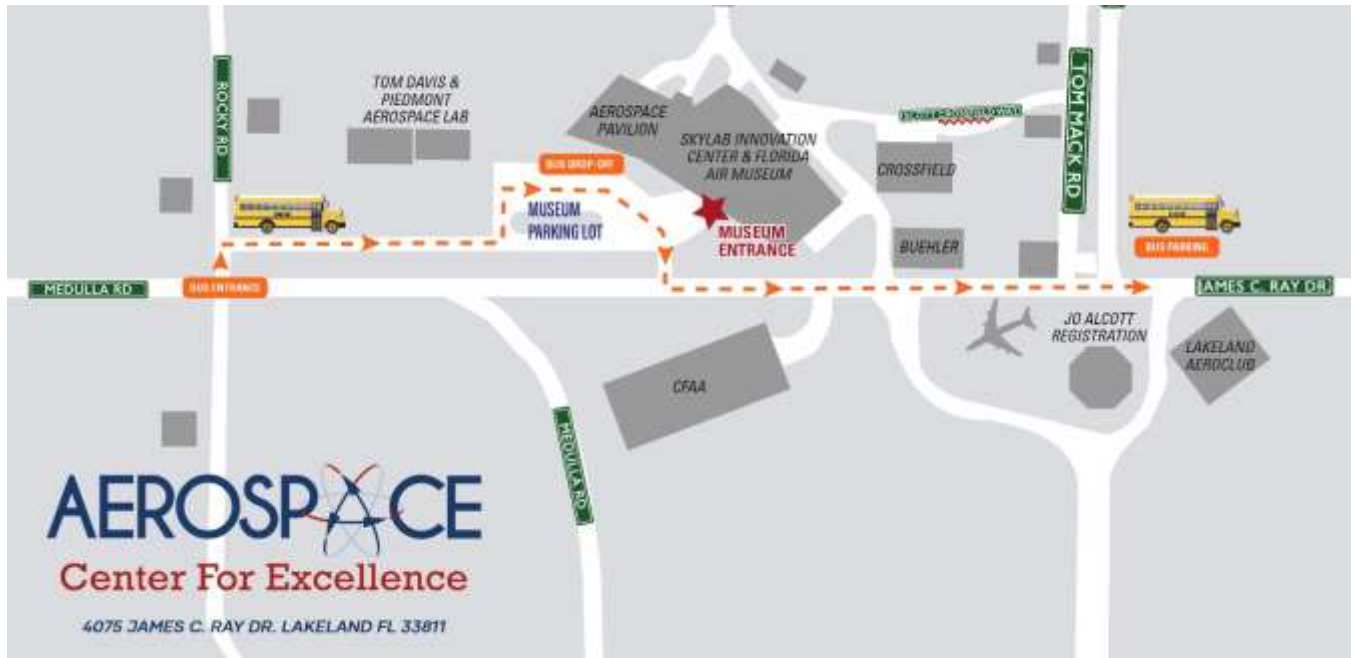 ROCKY RD
TOM DAVIS &
PIEDMONT
AEROSPACE LAB
AEROSPACE
PAVILION
SKYLAB INNOVATION
CENTER & FLORIDA
AIR MUSEUM
CROSSFIELD
TOM MACK RD
BUS DROP-OFF
MUSEUM
PARKING LOT
MUSEUM
ENTRANCE
BUEHLER
BUS PARKING
MEDULLA RD
BUS ENTRANCE
JAMES C. RAY DR.
JO ALCOTT
REGISTRATION
LAKELAND
AEROCLUB
CFAA
MEDULLA RD
AEROSPACE
Center For Excellence
4075 JAMES C. RAY DR. LAKELAND FL 33811